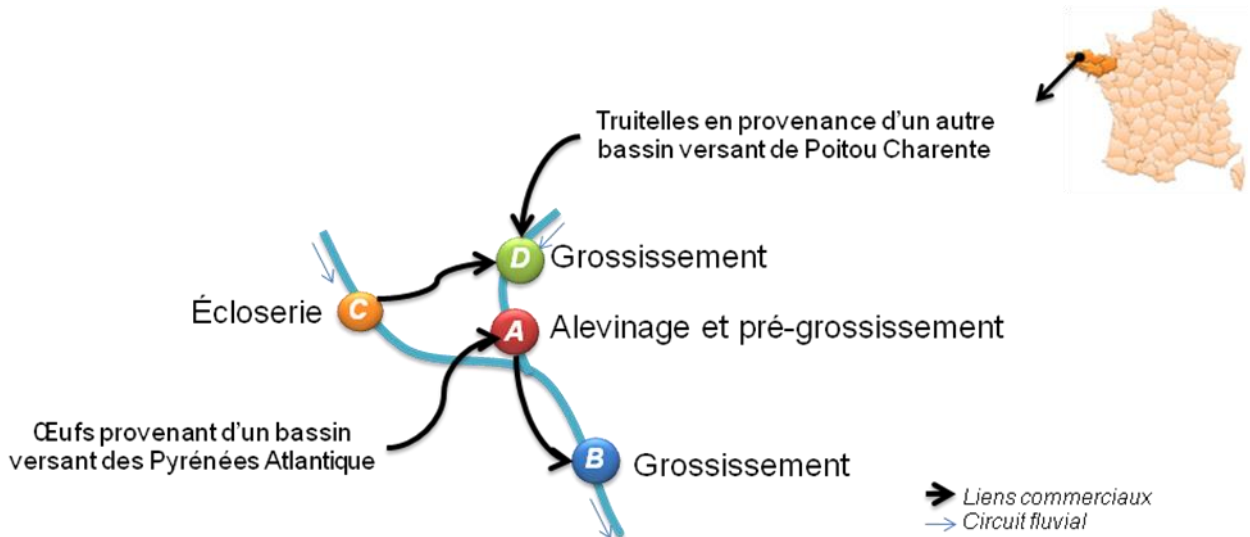 Truitelles en provenance d'un autre
bassin versant de Poitou Charente
D
Grossissement
Écloserie
C
A
Alevinage et pré-grossissement
Œufs provenant d'un bassin
versant des Pyrénées Atlantique
B
Grossissement
Liens commerciaux
Circuit fluvial